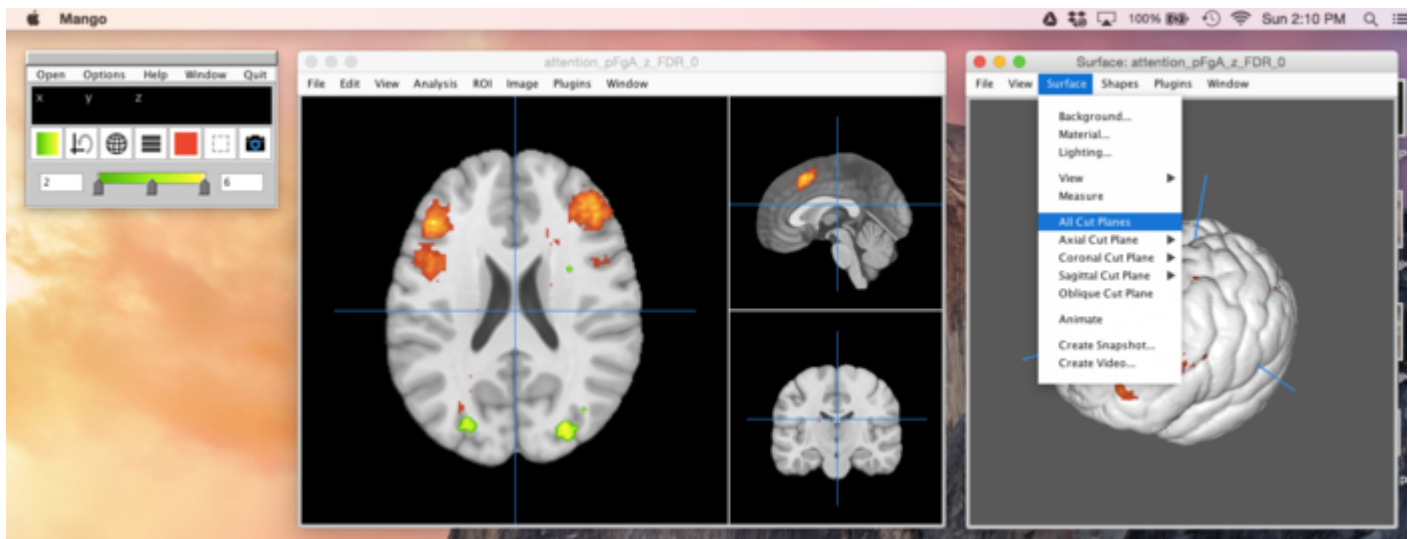 Mango 100% Sun 2:10 PM
Open Options Help Window Quit
x y z
2 6
attention_pFgA_z_FDR_0
File Edit View Analysis ROI Image Plugins Window
Surface: attention_pFgA_z_FDR_0
File View Surface Shapes Plugins Window
Background...
Material...
Lighting...
View
Measure
All Cut Planes
Axial Cut Plane
Coronal Cut Plane
Sagittal Cut Plane
Oblique Cut Plane
Animate
Create Snapshot...
Create Video...